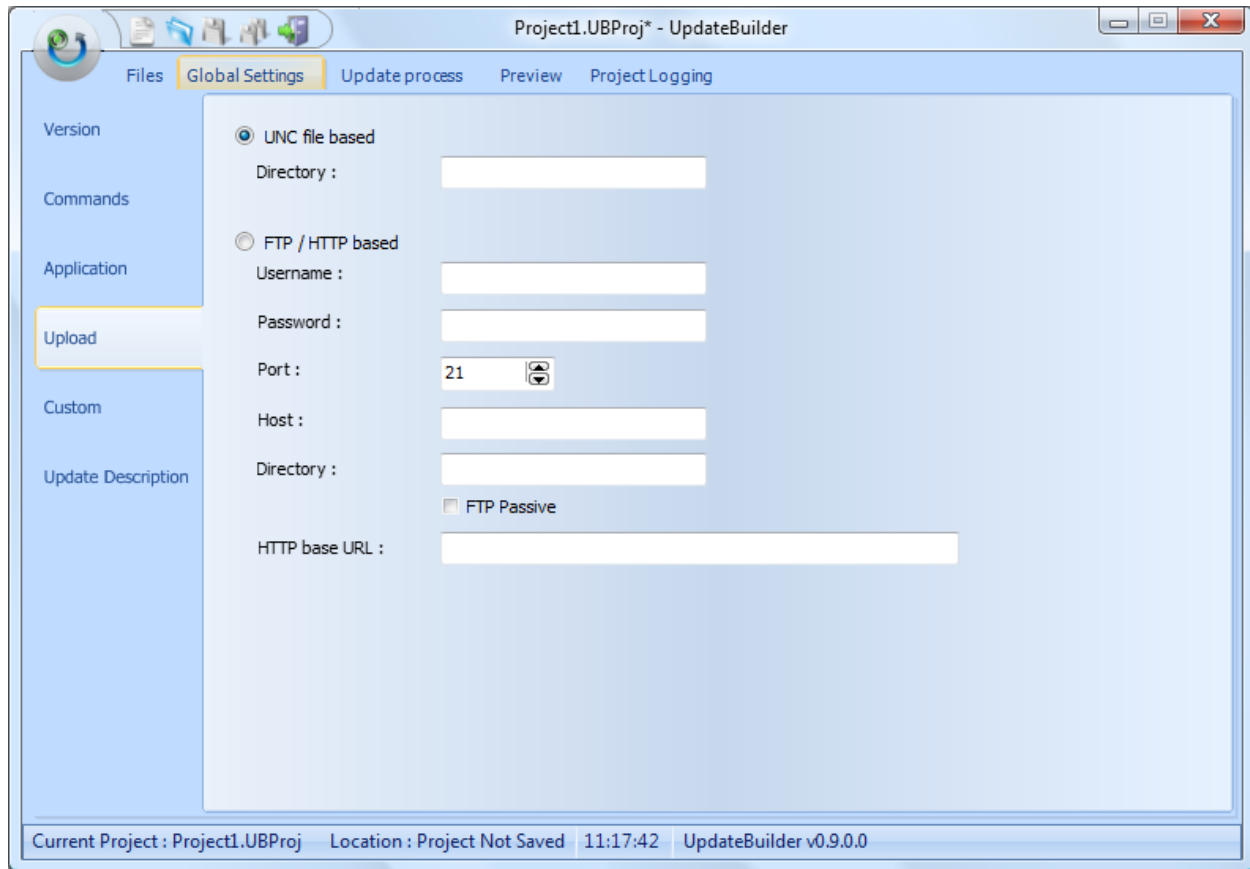 Project1.UBProj* - UpdateBuilder
Files Global Settings Update process Preview Project Logging
Version
Commands
Application
Upload
Custom
Update Description
UNC file based
Directory :
FTP / HTTP based
Username :
Password :
Port : 21
Host :
Directory :
FTP Passive
HTTP base URL :
Current Project : Project1.UBProj Location : Project Not Saved 11:17:42 UpdateBuilder v0.9.0.0